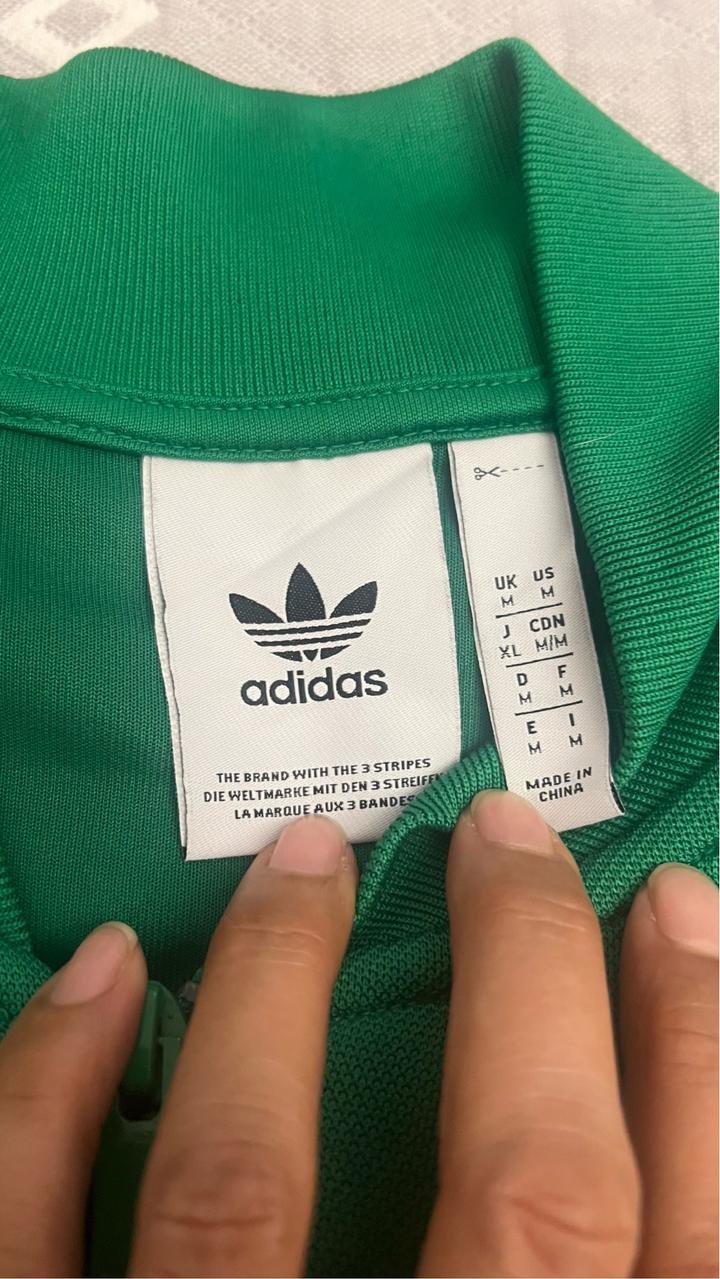 adidas
THE BRAND WITH THE 3 STRIPES
DIE WELTMARKE MIT DEN 3
LA MARQUE AUX 3 BANDES
UK US
M M
J CDN
XL M/M
D F
M M
E I
M M
MADE IN
CHINA